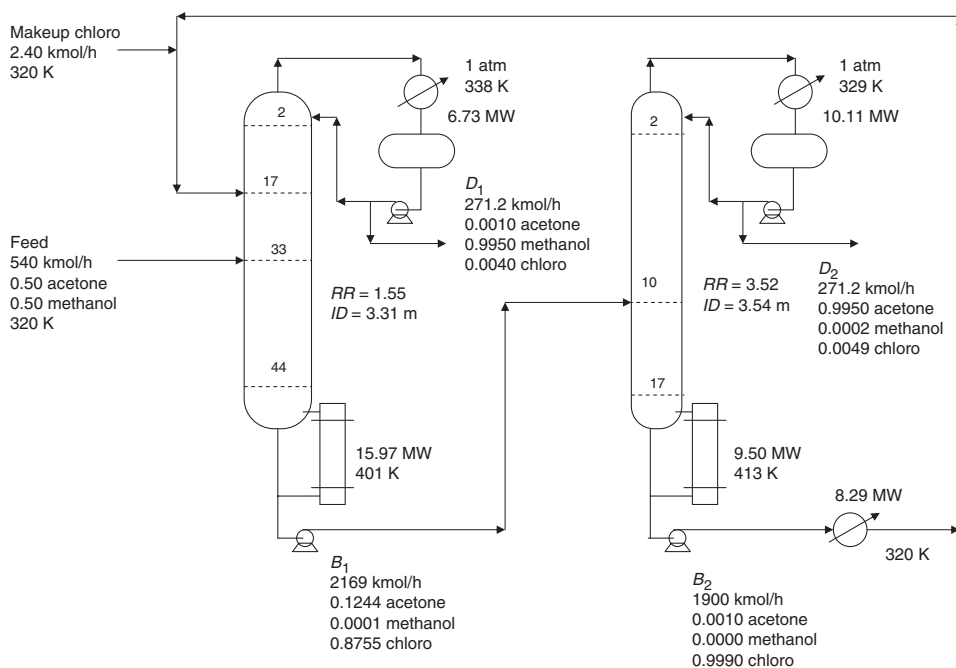 Makeup chloro
2.40 kmol/h
320 K
Feed
540 kmol/h
0.50 acetone
0.50 methanol
320 K
2
17
33
44
1 atm
338 K
6.73 MW
D1
271.2 kmol/h
0.0010 acetone
0.9950 methanol
0.0040 chloro
RR = 1.55
ID = 3.31 m
15.97 MW
401 K
B1
2169 kmol/h
0.1244 acetone
0.0001 methanol
0.8755 chloro
2
10
17
1 atm
329 K
10.11 MW
D2
271.2 kmol/h
0.9950 acetone
0.0002 methanol
0.0049 chloro
RR = 3.52
ID = 3.54 m
9.50 MW
413 K
8.29 MW
320 K
B2
1900 kmol/h
0.0010 acetone
0.0000 methanol
0.9990 chloro